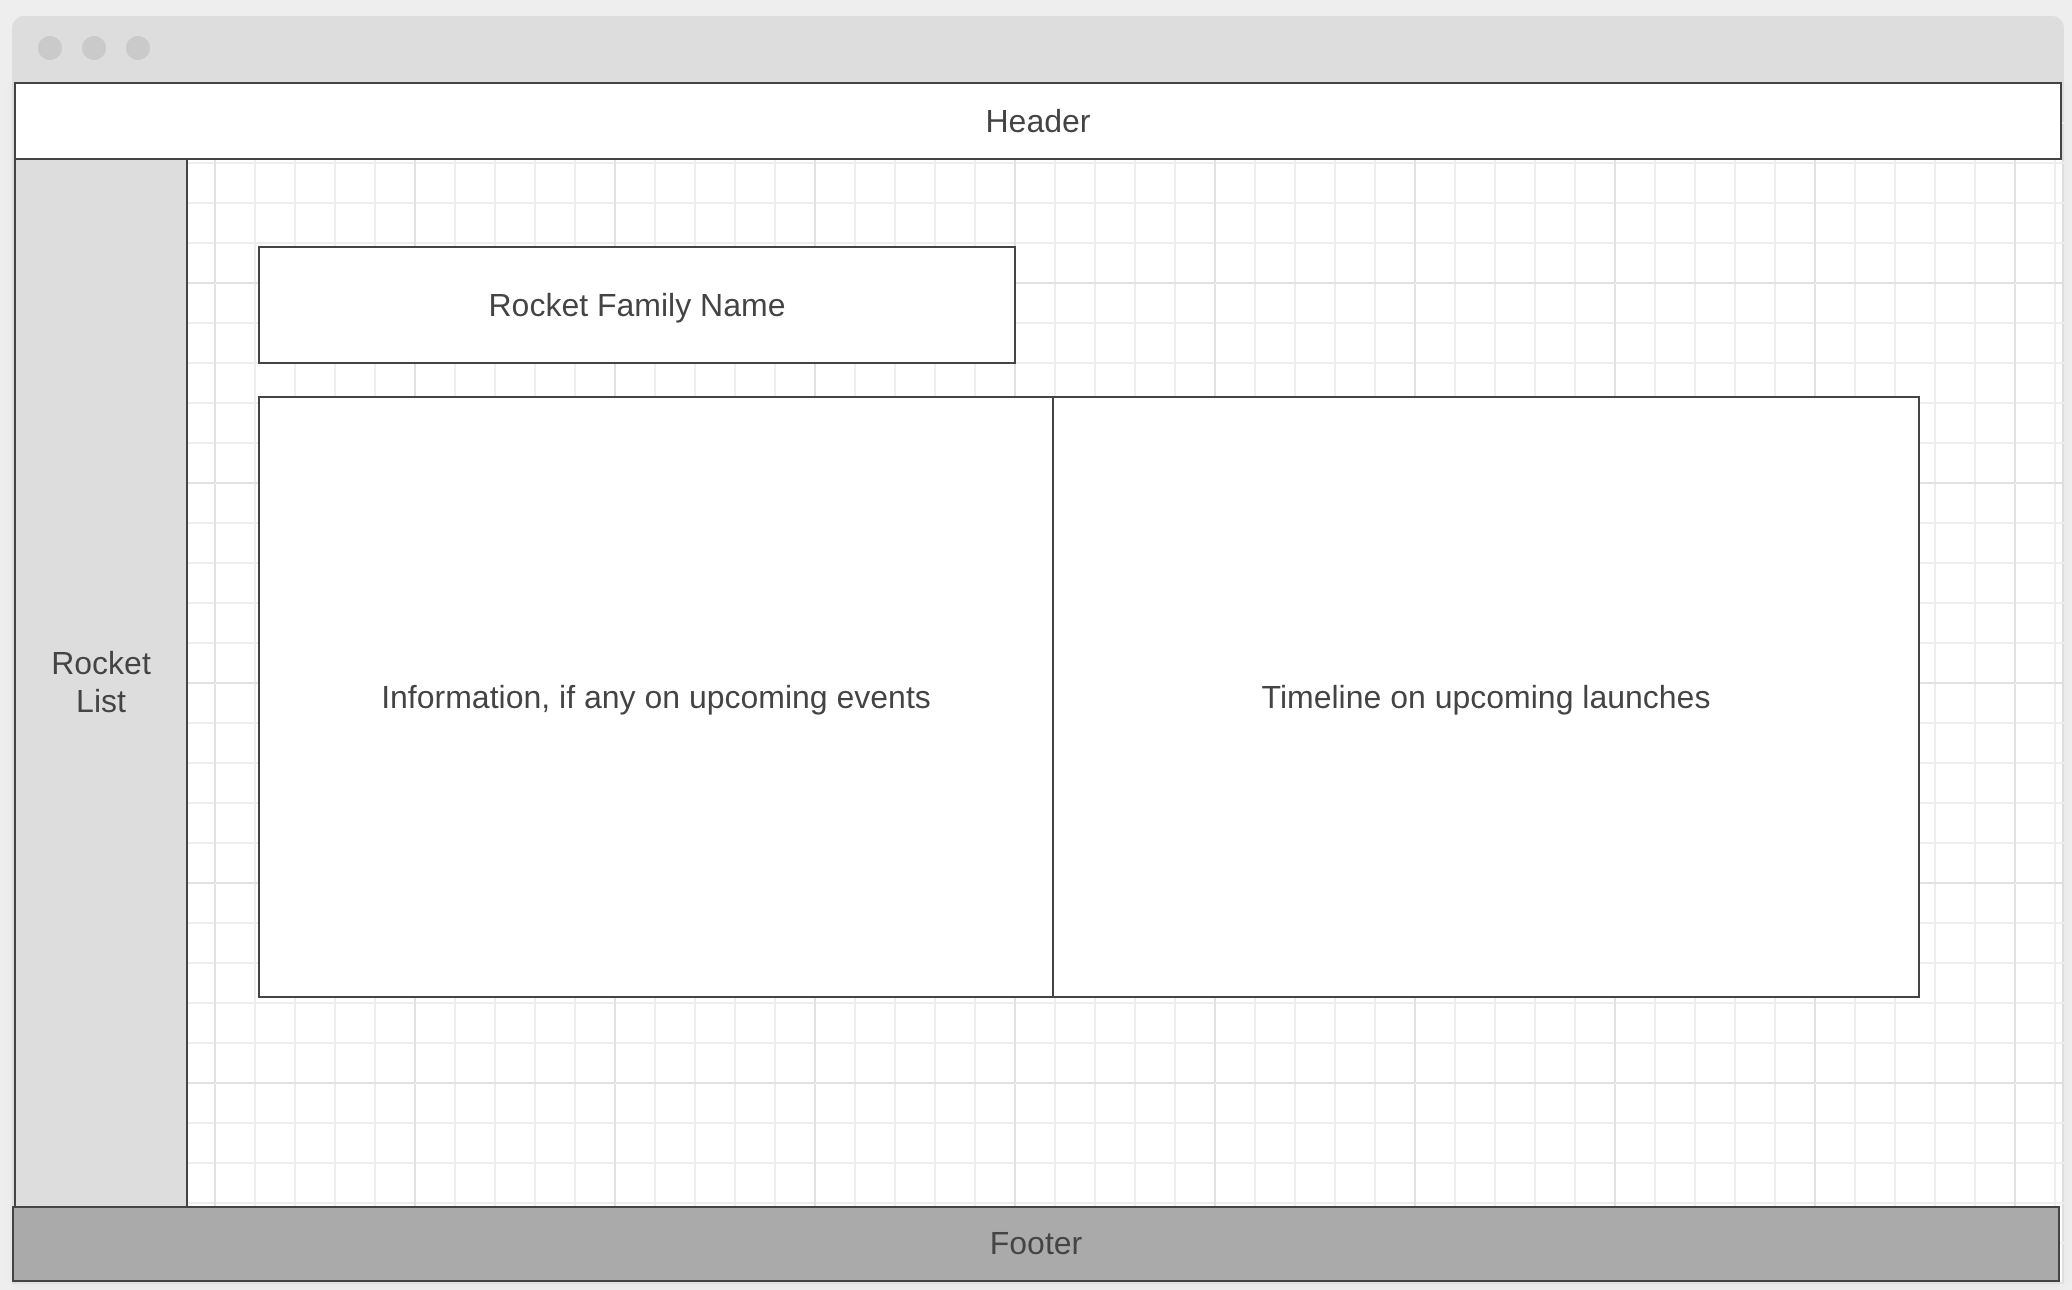 Header
Rocket Family Name
Rocket
List
Information, if any on upcoming events
Timeline on upcoming launches
Footer